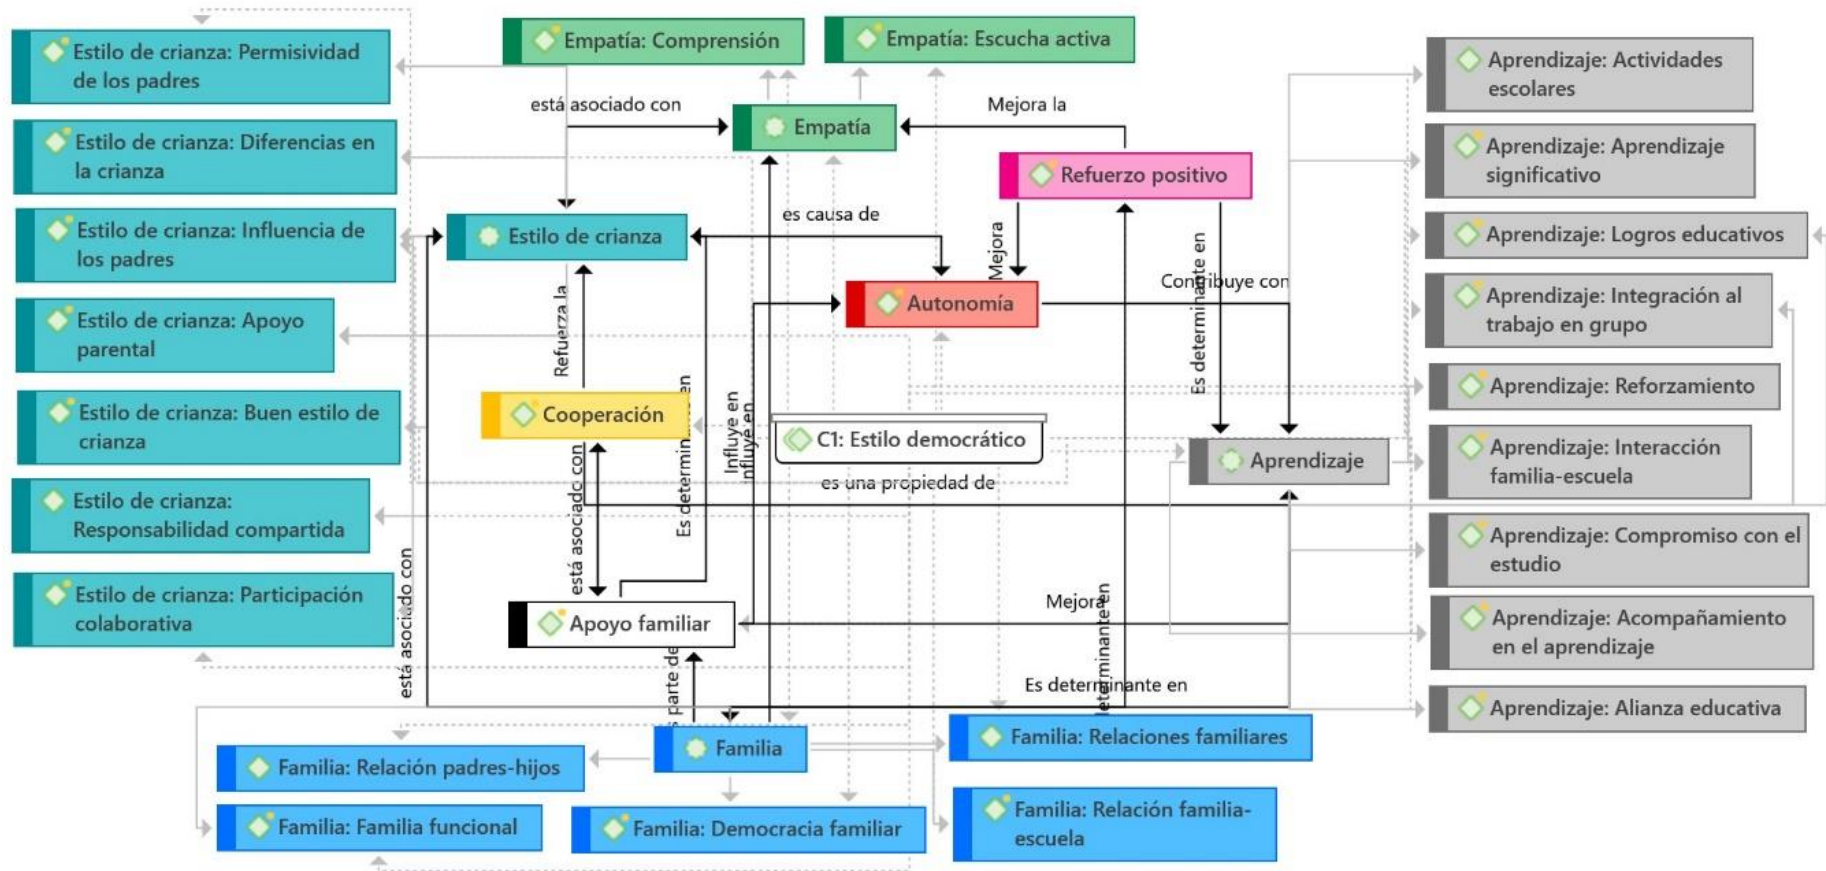 Estilo de crianza: Permisividad
de los padres
Estilo de crianza: Diferencias en
la crianza
Estilo de crianza: Influencia de
los padres
Estilo de crianza: Apoyo
parental
Estilo de crianza: Buen estilo de
crianza
Estilo de crianza:
Responsabilidad compartida
Estilo de crianza: Participación
colaborativa
Empatía: Comprensión
Empatía: Escucha activa
está asociado con
Empatía
Mejora la
Refuerzo positivo
Estilo de crianza
es causa de
Mejora
Es determinante en
Contribuye con
Autonomía
Refuerza la
Cooperación
Es determinante en
Influye en
Influye en
C1: Estilo democrático
es una propiedad de
Aprendizaje
está asociado con
está asociado con
Apoyo familiar
Mejora
determinante en
Es determinante en
parte de
Familia
Familia: Relación padres-hijos
Familia: Familia funcional
Familia: Democracia familiar
Familia: Relaciones familiares
Familia: Relación familia-
escuela
Aprendizaje: Actividades
escolares
Aprendizaje: Aprendizaje
significativo
Aprendizaje: Logros educativos
Aprendizaje: Integración al
trabajo en grupo
Aprendizaje: Reforzamiento
Aprendizaje: Interacción
familia-escuela
Aprendizaje: Compromiso con el
estudio
Aprendizaje: Acompañamiento
en el aprendizaje
Aprendizaje: Alianza educativa